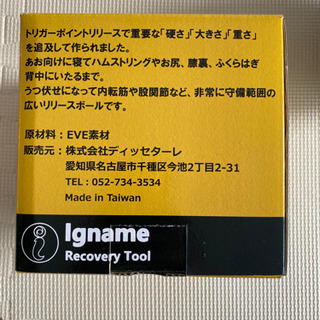 トリガーポイントリリースで重要な「硬さ」「大きさ」「重さ」
を追及して作られました。
あお向けに寝てハムストリングやお尻、膝裏、ふくらはぎ
背中にいたるまで。
うつ伏せになって内転筋や股関節など、非常に守備範囲の
広いリリースボールです。
原材料：EVE素材
販売元：株式会社ディッセターレ
愛知県名古屋市千種区今池2丁目2-31
TEL：052-734-3534
Made in Taiwan
Igname
Recovery Tool